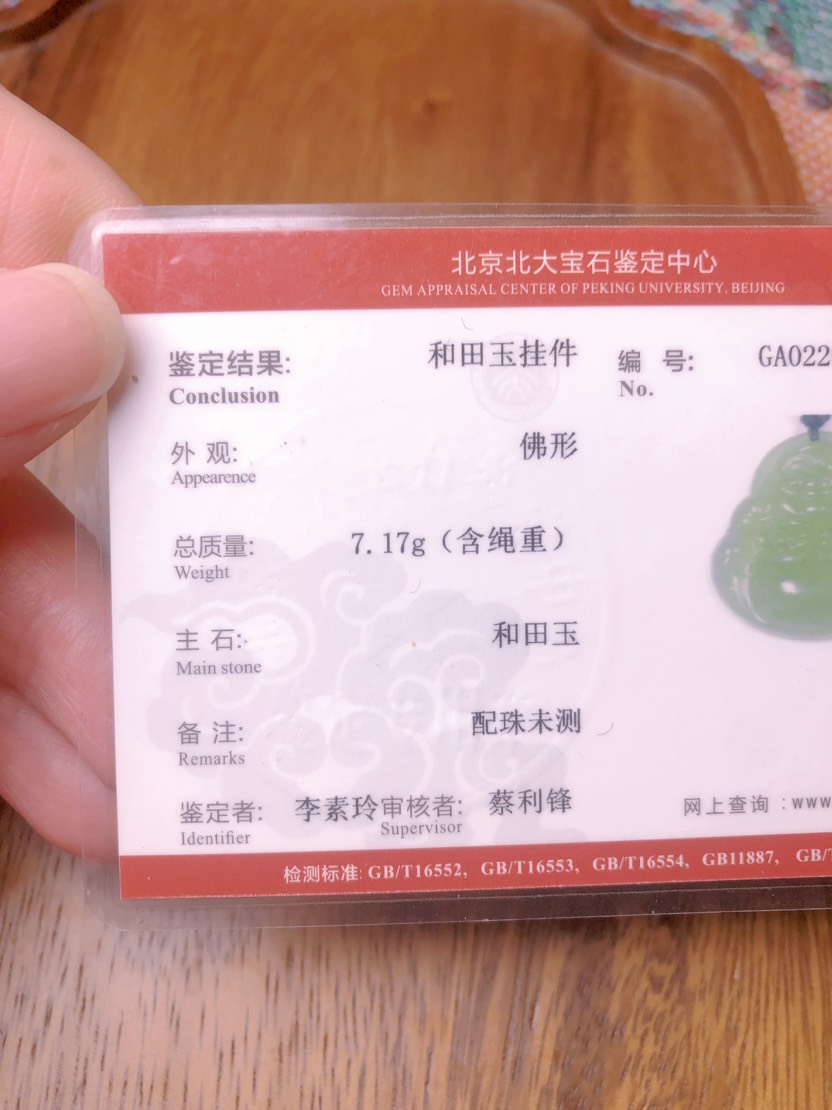 北京北大宝石鉴定中心
GEM APPRAISAL CENTER OF PEKING UNIVERSITY, BEIJING
鉴定结果: 和田玉挂件 编 号: GA022
Conclusion No.
外 观: 佛形
Appearence
总质量: 7.17g（含绳重）
Weight
主 石: 和田玉
Main stone
备 注: 配珠未测
Remarks
鉴定者: 李素玲 审核者: 蔡利锋 网上查询 :www
Identifier Supervisor
检测标准: GB/T16552, GB/T16553, GB/T16554, GB11887, GB/T